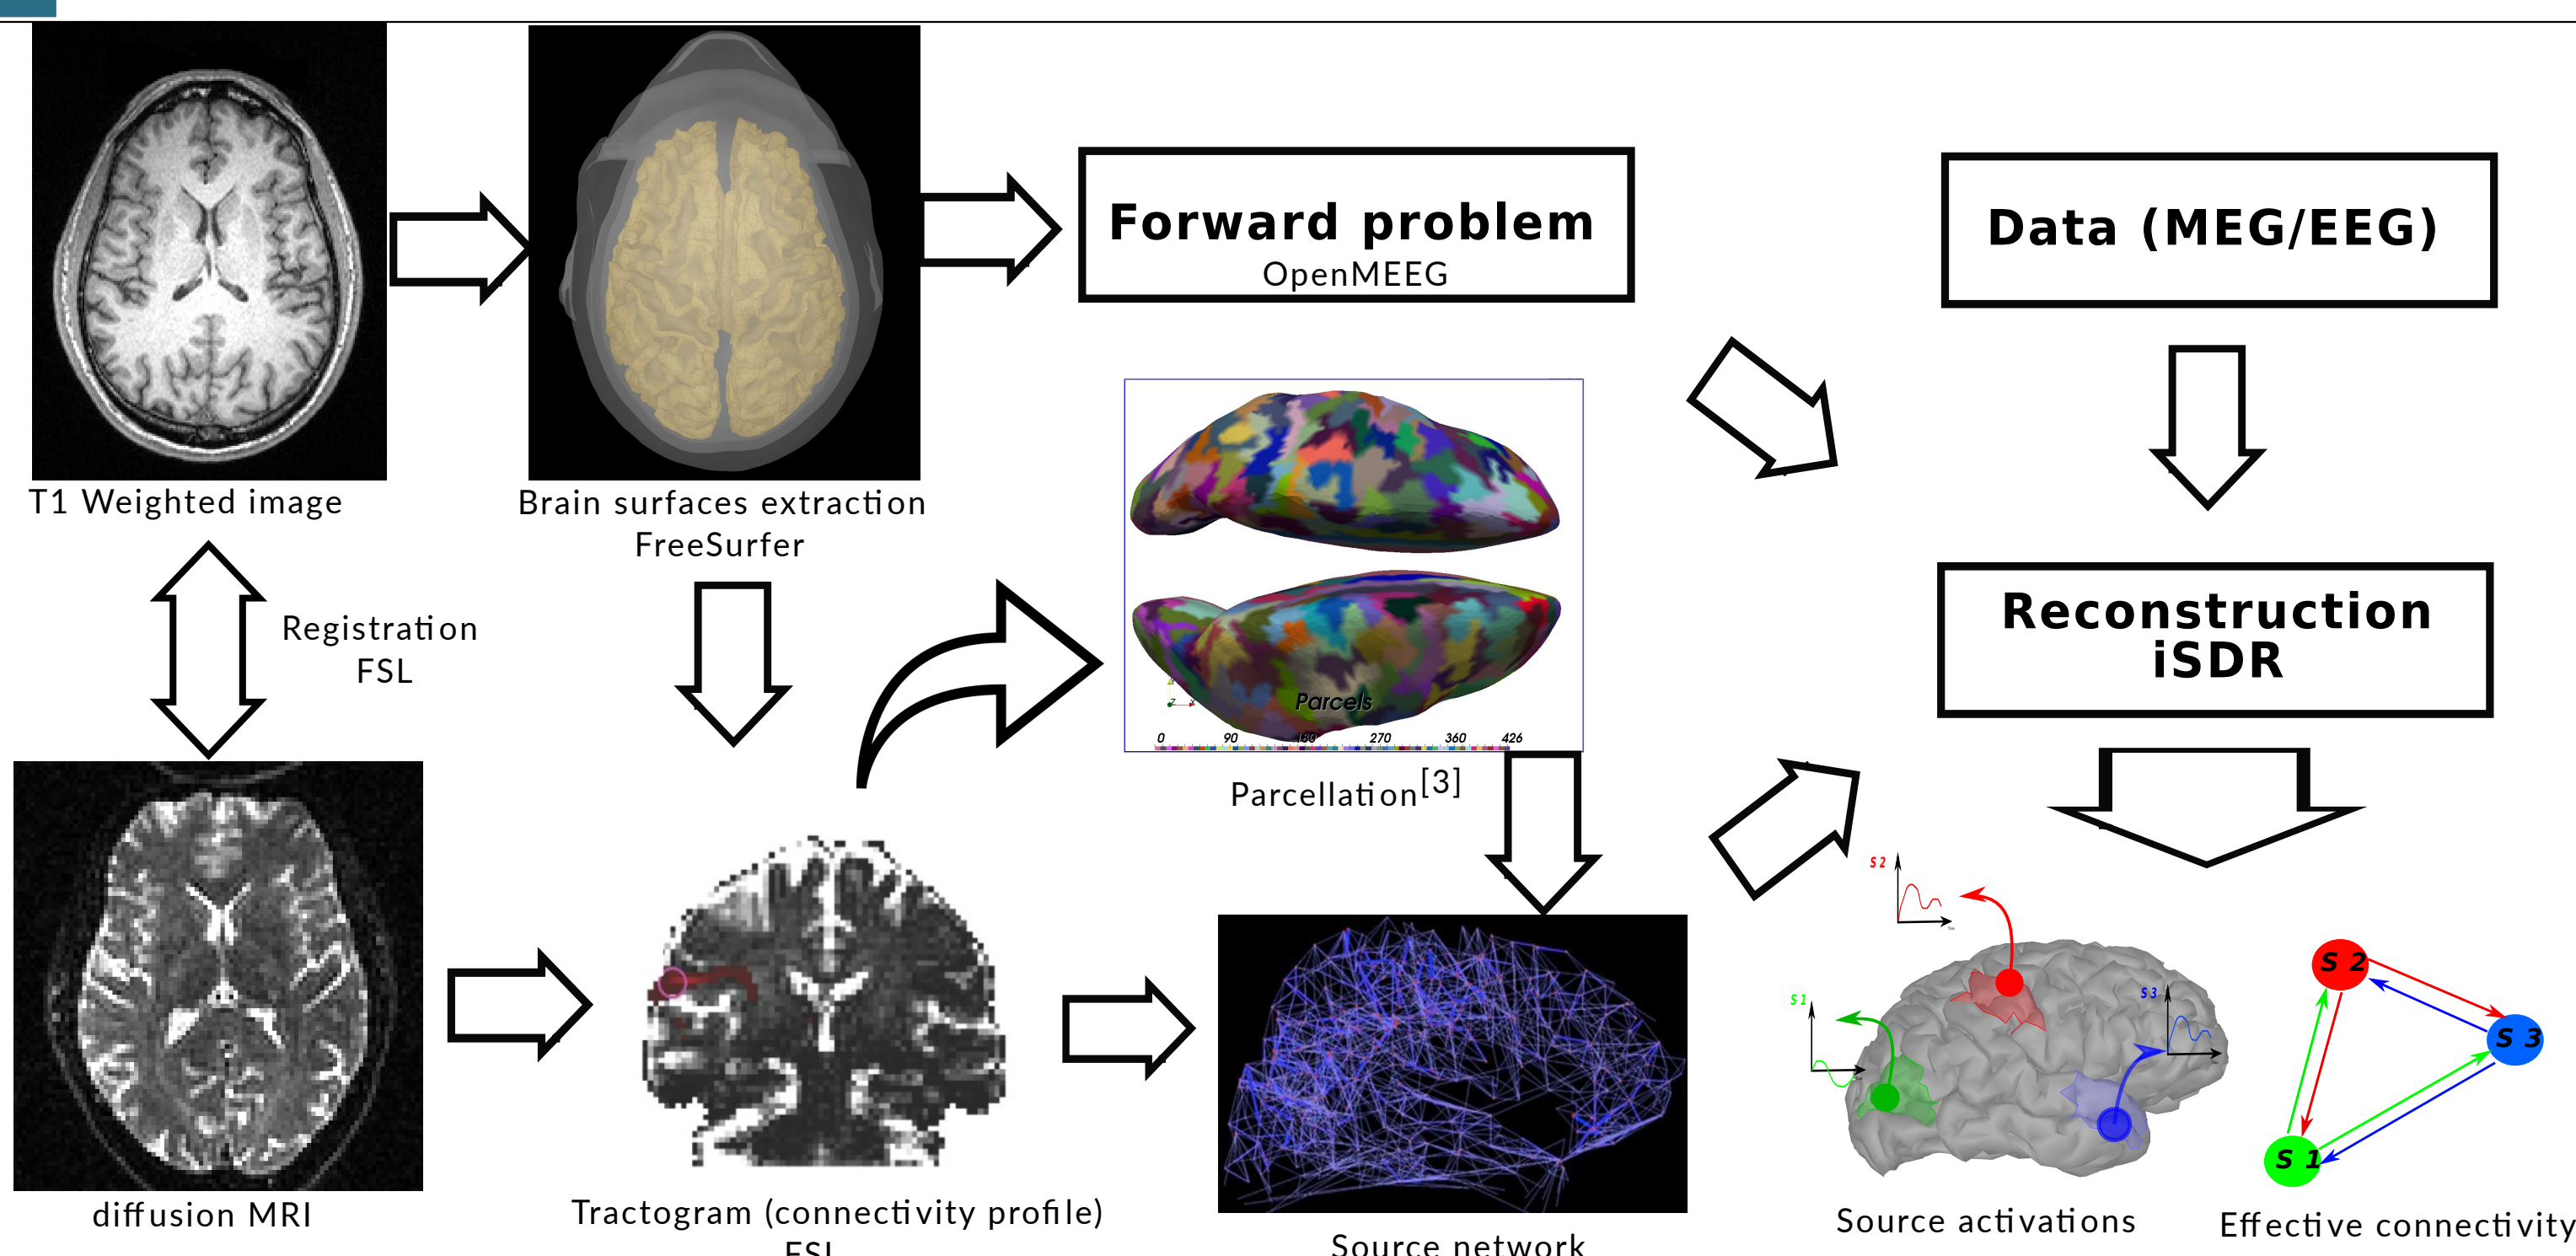 Forward problem
OpenMEEG
Data (MEG/EEG)
T1 Weighted image
Brain surfaces extraction
FreeSurfer
Registration
FSL
Parcels
0 90 180 270 360 426
Parcellation[3]
Reconstruction
iSDR
diffusion MRI
Tractogram (connectivity profile)
FSL
Source network
S 2
S 1
S 3
Source activations
S 2
S 3
S 1
Effective connectivity